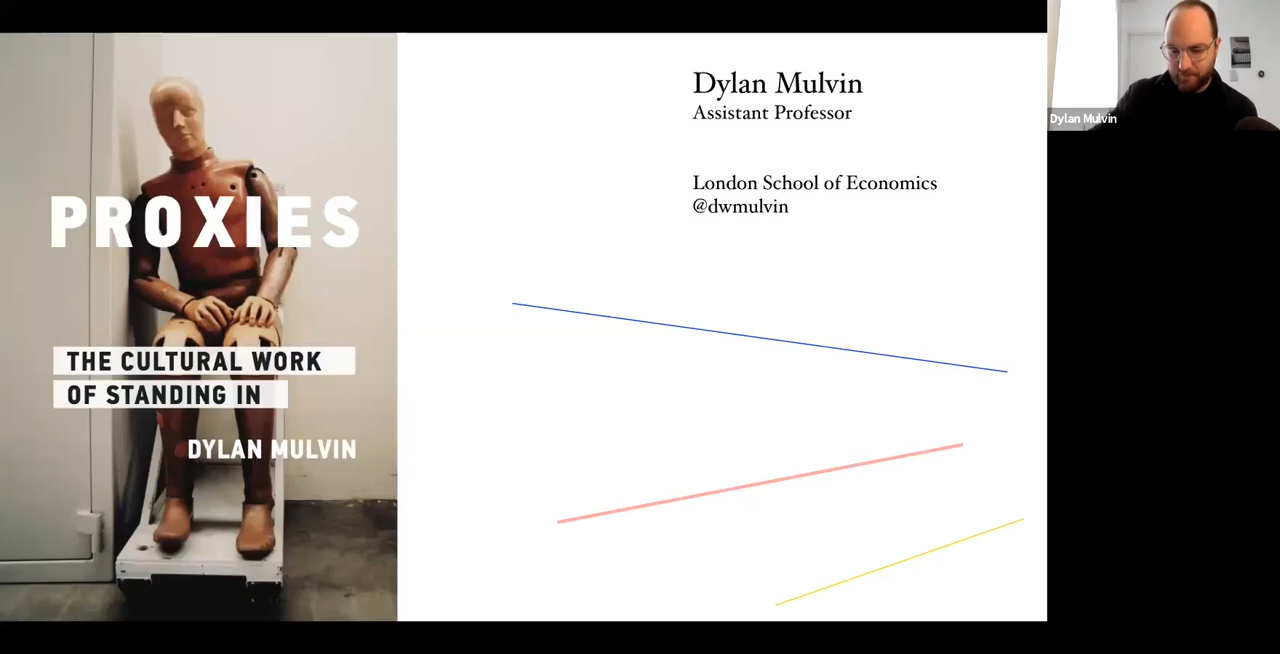 PROXIES
THE CULTURAL WORK
OF STANDING IN
DYLAN MULVIN
Dylan Mulvin
Assistant Professor
London School of Economics
@dwmulvin
Dylan Mulvin